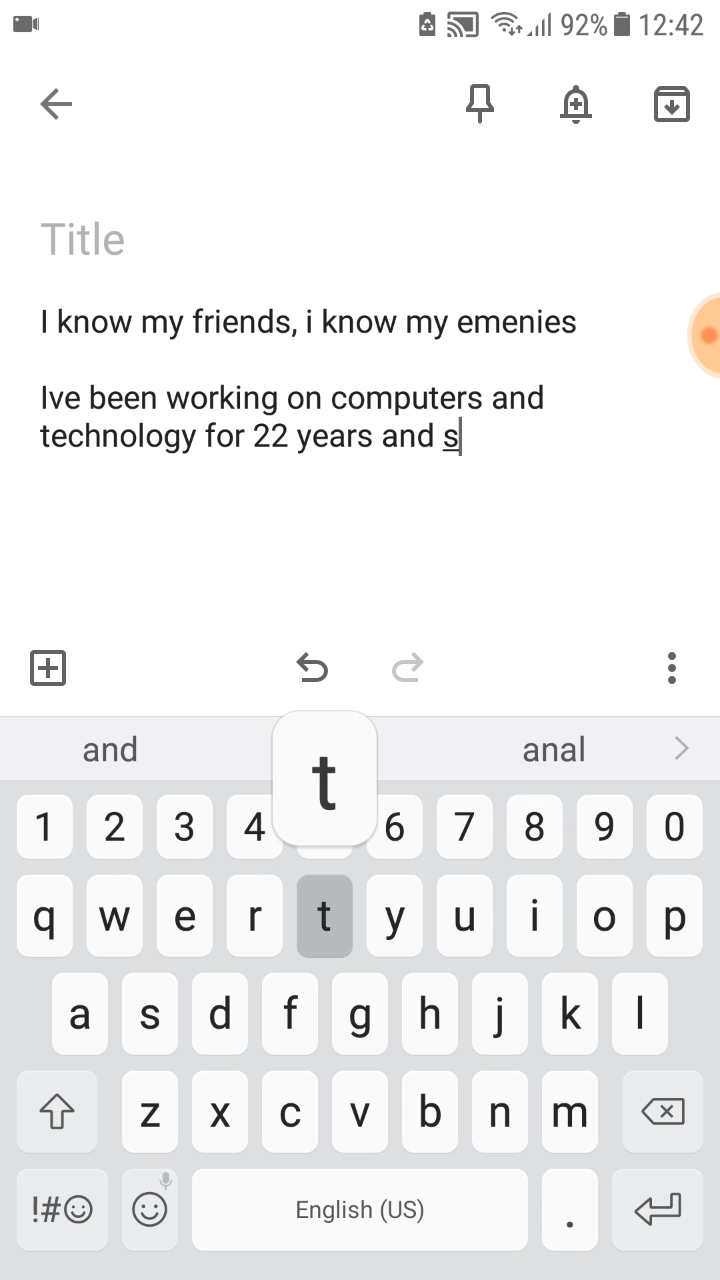 92% 12:42
Title
I know my friends, i know my emenies
Ive been working on computers and
technology for 22 years and s
and t anal
1 2 3 4 6 7 8 9 0
q w e r t y u i o p
a s d f g h j k l
z x c v b n m
!#☺ English (US) .